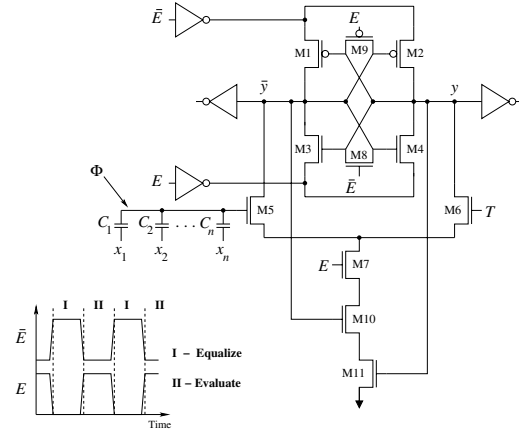 Ē E
M1 M9 M2
ȳ y
M3 M4
M8
E Ē
Φ
M5 M6 T
C₁ C₂ . . . Cₙ
x₁ x₂ xₙ
E M7
M10
M11
I II I II
Ē
I – Equalize
E
II – Evaluate
Time